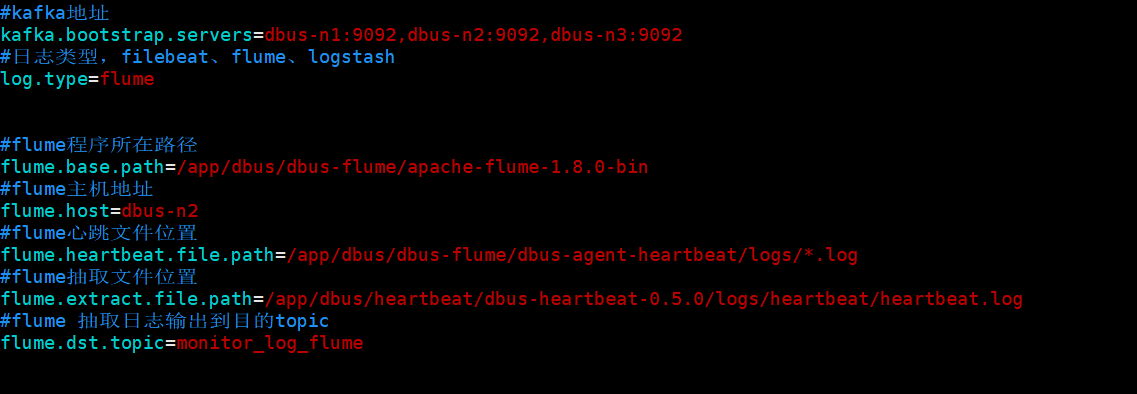 #kafka地址
kafka.bootstrap.servers=dbus-n1:9092,dbus-n2:9092,dbus-n3:9092
#日志类型，filebeat、flume、logstash
log.type=flume
#flume程序所在路径
flume.base.path=/app/dbus/dbus-flume/apache-flume-1.8.0-bin
#flume主机地址
flume.host=dbus-n2
#flume心跳文件位置
flume.heartbeat.file.path=/app/dbus/dbus-flume/dbus-agent-heartbeat/logs/*.log
#flume抽取文件位置
flume.extract.file.path=/app/dbus/heartbeat/dbus-heartbeat-0.5.0/logs/heartbeat/heartbeat.log
#flume 抽取日志输出到目的topic
flume.dst.topic=monitor_log_flume